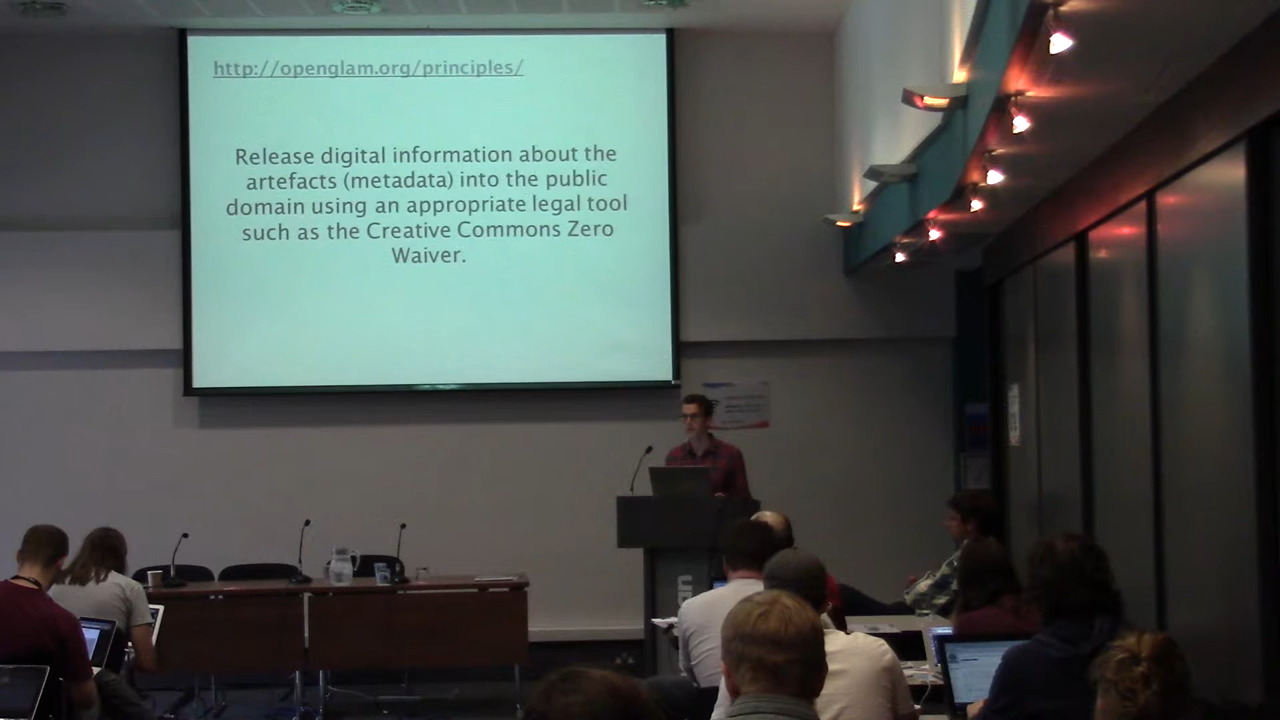 http://openglam.org/principles/
Release digital information about the
artefacts (metadata) into the public
domain using an appropriate legal tool
such as the Creative Commons Zero
Waiver.